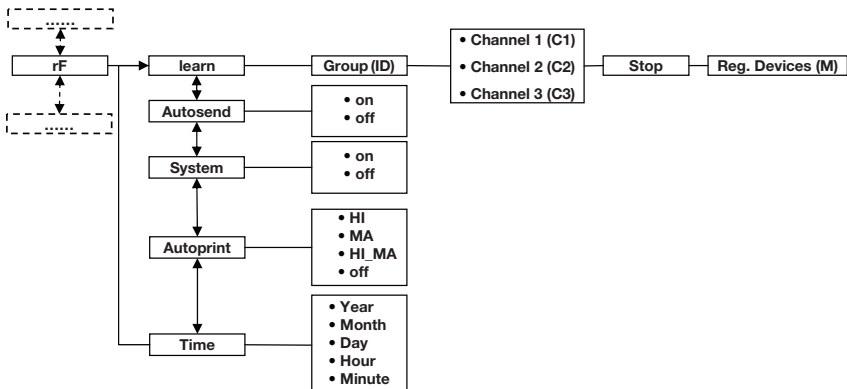 ......
rF
......
learn
Group (ID)
• Channel 1 (C1)
• Channel 2 (C2)
• Channel 3 (C3)
Stop
Reg. Devices (M)
Autosend
• on
• off
System
• on
• off
Autoprint
• HI
• MA
• HI_MA
• off
Time
• Year
• Month
• Day
• Hour
• Minute